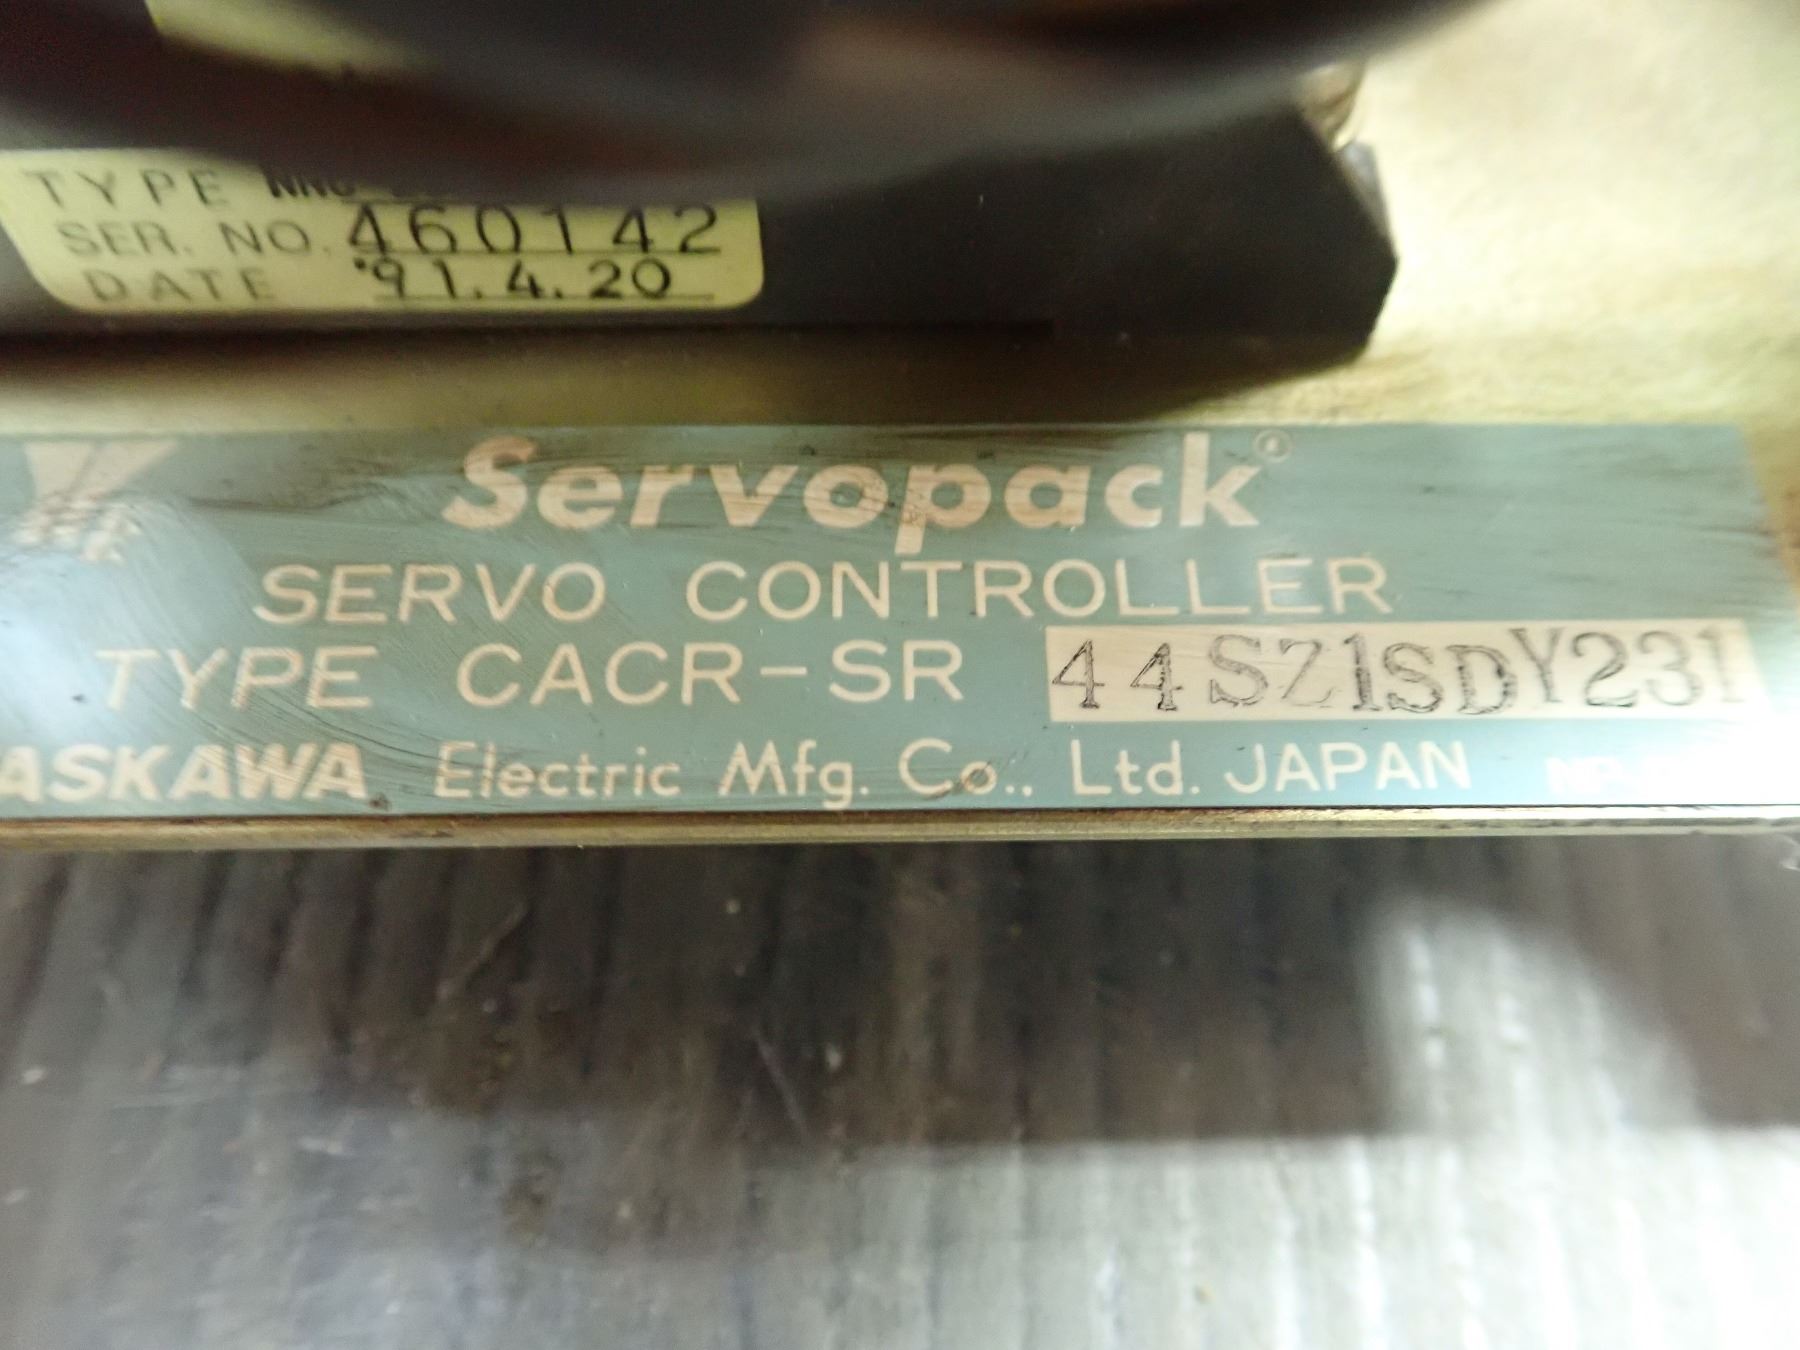 TYPE
SER. NO. 460142
DATE '91.4.20
Servopack®
SERVO CONTROLLER
TYPE CACR-SR 44SZ1SDY231
ASKAWA Electric Mfg. Co., Ltd. JAPAN